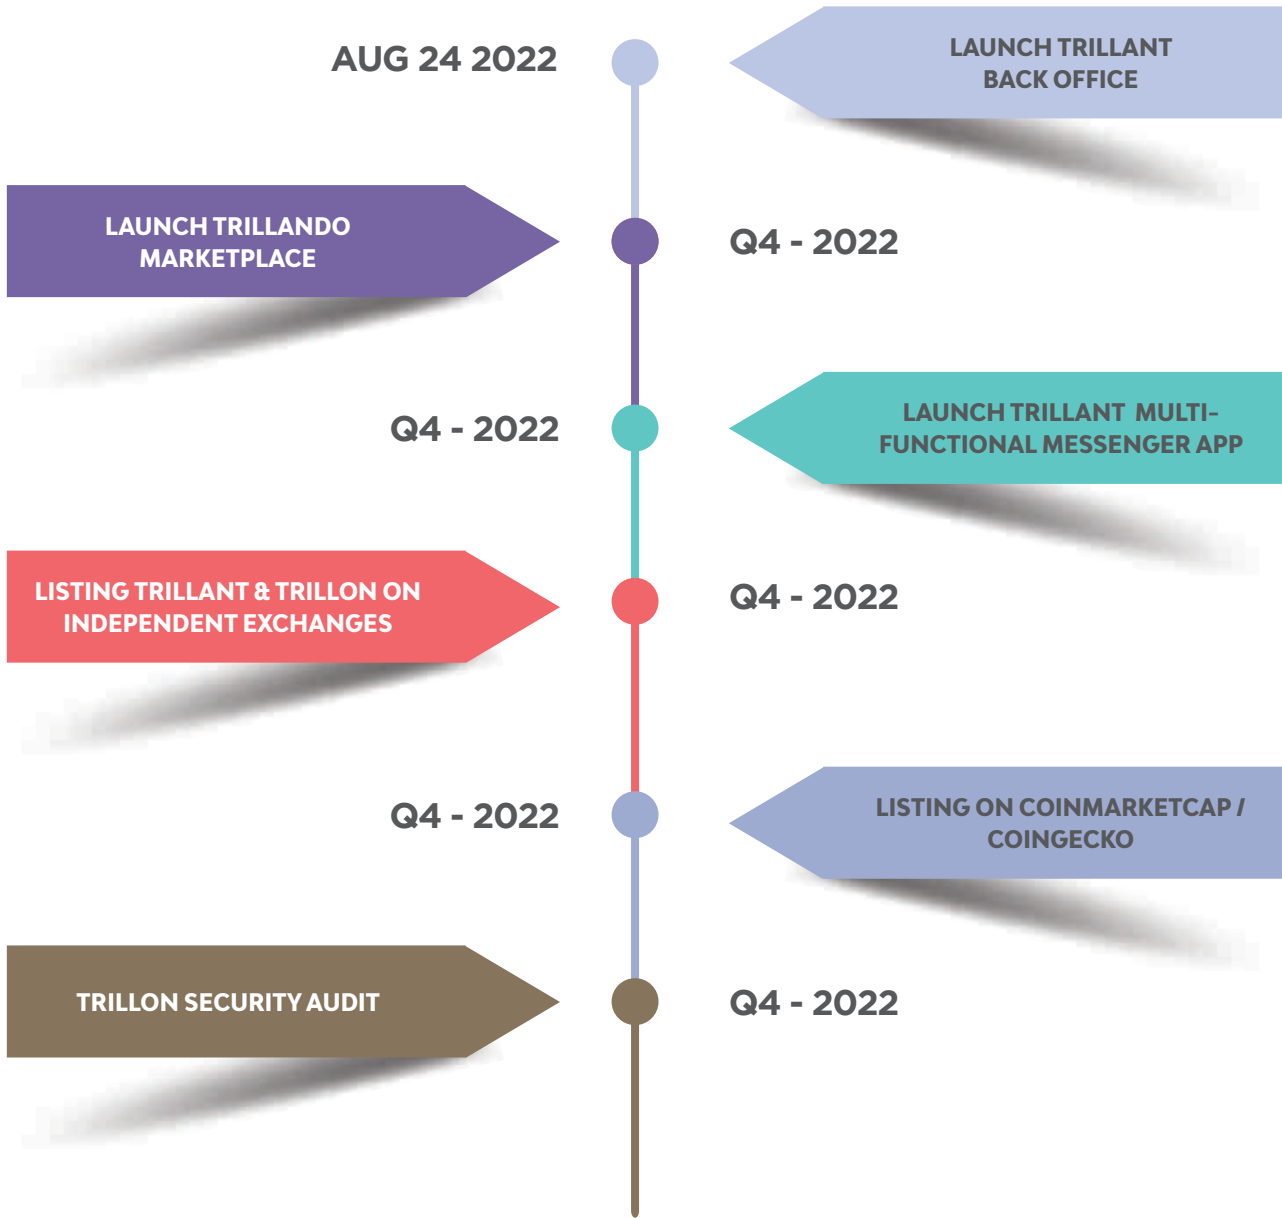 AUG 24 2022
LAUNCH TRILLANT
BACK OFFICE
LAUNCH TRILLANDO
MARKETPLACE
Q4 - 2022
Q4 - 2022
LAUNCH TRILLANT MULTI-
FUNCTIONAL MESSENGER APP
LISTING TRILLANT & TRILLON ON
INDEPENDENT EXCHANGES
Q4 - 2022
Q4 - 2022
LISTING ON COINMARKETCAP /
COINGECKO
TRILLON SECURITY AUDIT
Q4 - 2022